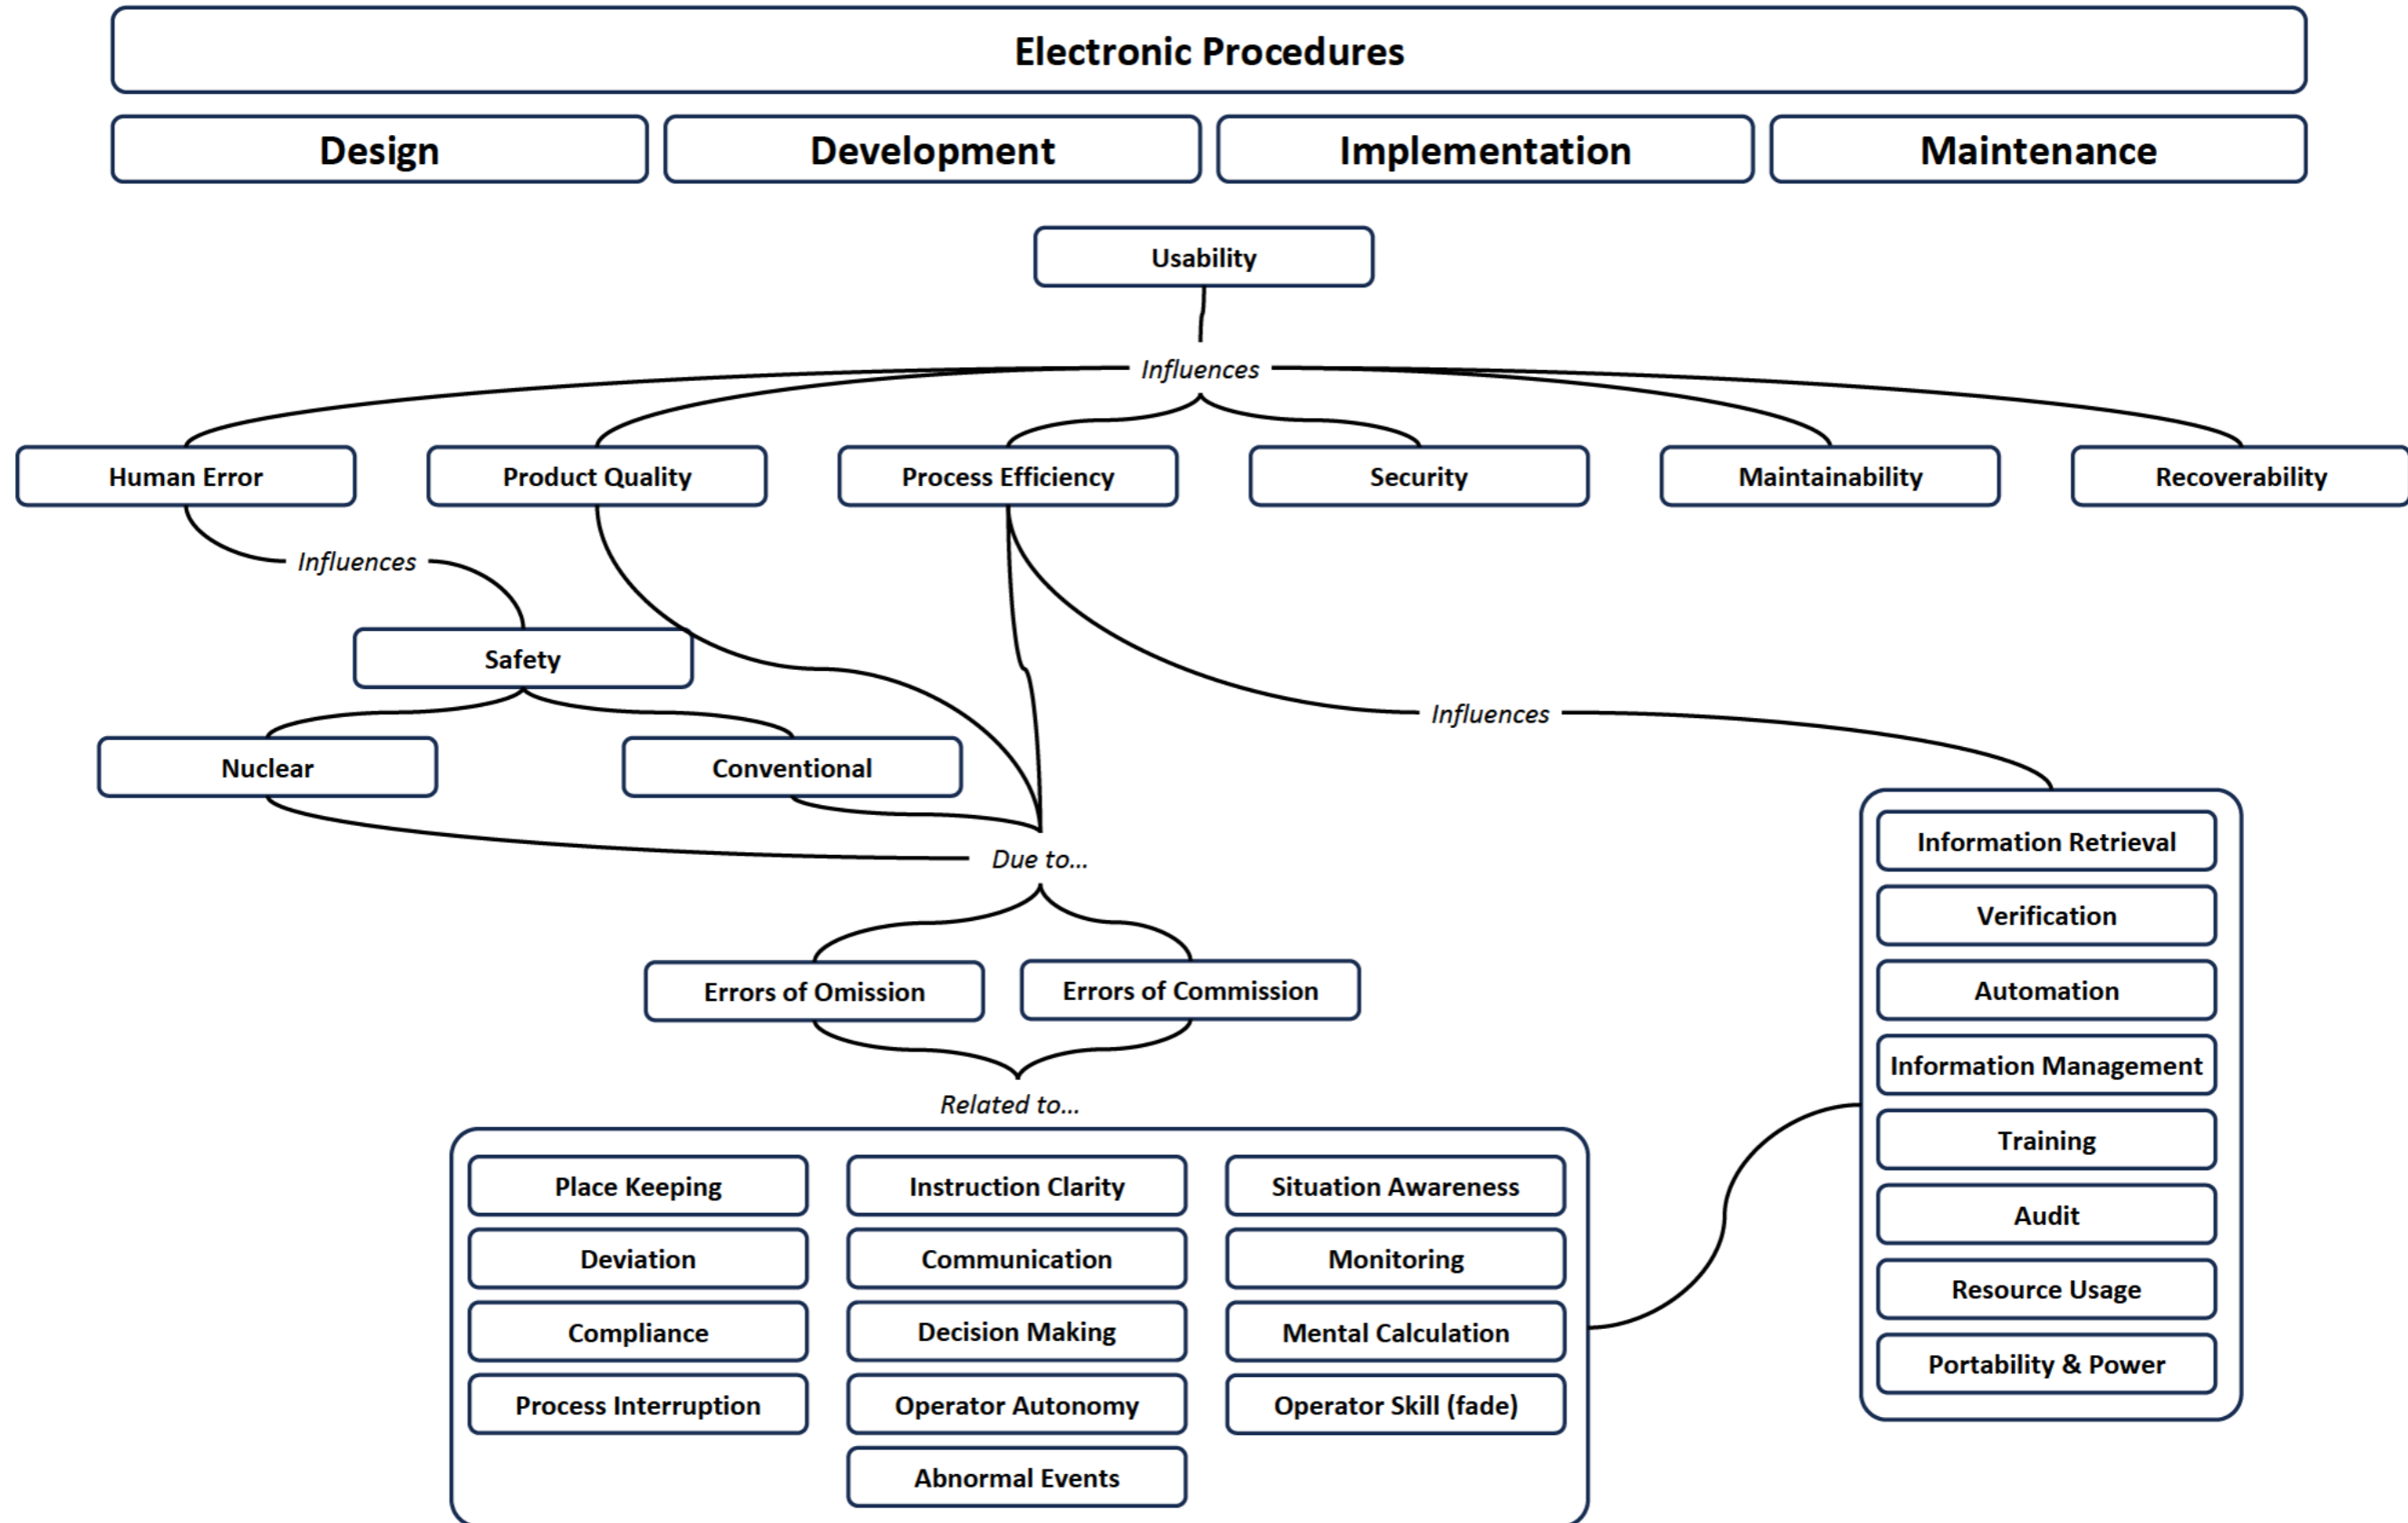 Electronic Procedures
Design
Development
Implementation
Maintenance
Usability
Influences
Human Error
Product Quality
Process Efficiency
Security
Maintainability
Recoverability
Influences
Safety
Influences
Nuclear
Conventional
Due to...
Errors of Omission
Errors of Commission
Related to...
Place Keeping
Instruction Clarity
Situation Awareness
Deviation
Communication
Monitoring
Compliance
Decision Making
Mental Calculation
Process Interruption
Operator Autonomy
Operator Skill (fade)
Abnormal Events
Information Retrieval
Verification
Automation
Information Management
Training
Audit
Resource Usage
Portability & Power